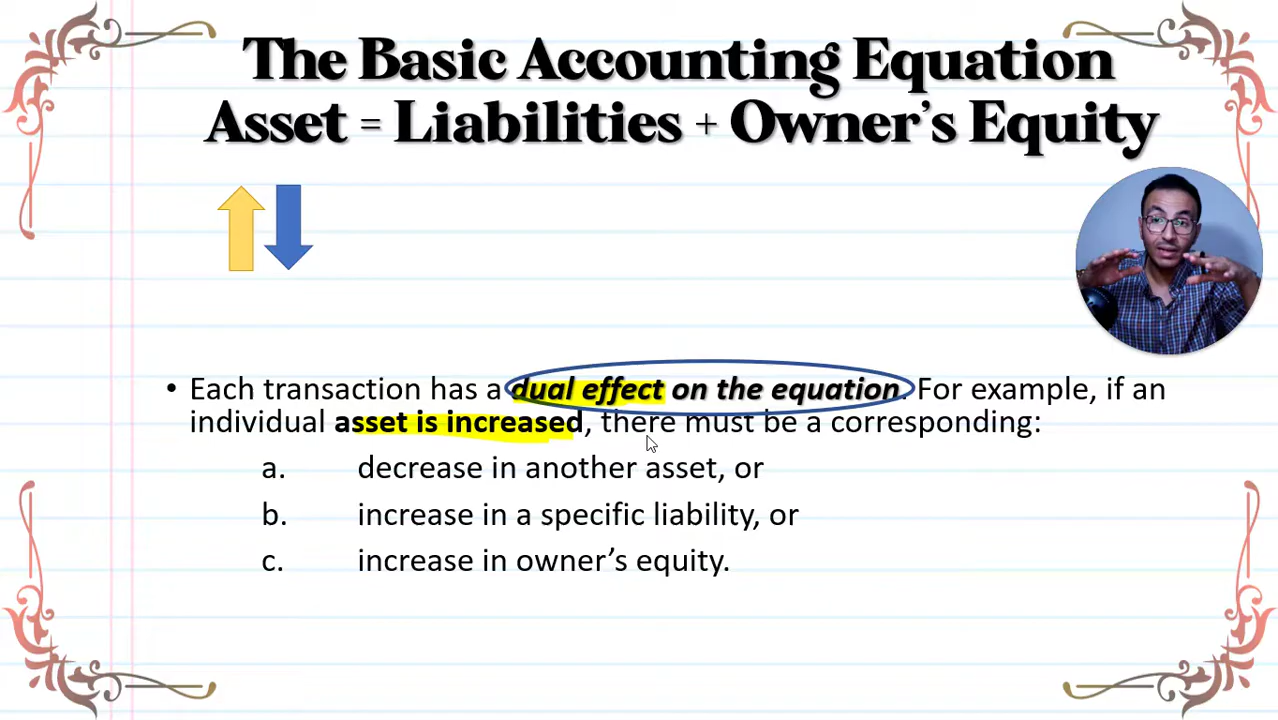 The Basic Accounting Equation
Asset = Liabilities + Owner’s Equity
• Each transaction has a dual effect on the equation. For example, if an
individual asset is increased, there must be a corresponding:
a. decrease in another asset, or
b. increase in a specific liability, or
c. increase in owner’s equity.